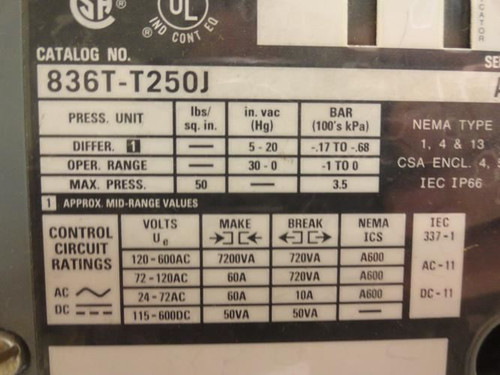 SA
UL
IND CONT EQ
ICATOR
CATALOG NO.
SE
836T-T250J
A
PRESS. UNIT lbs/ sq. in. in. vac (Hg) BAR (100's kPa)
DIFFER. 1 — 5 - 20 -.17 TO -.68
OPER. RANGE — 30 - 0 -1 TO 0
MAX. PRESS. 50 — 3.5
NEMA TYPE
1, 4 & 13
CSA ENCL. 4,
IEC IP66
1 APPROX. MID-RANGE VALUES
CONTROL CIRCUIT RATINGS VOLTS Ue MAKE BREAK NEMA ICS IEC 337-1
120-600AC 7200VA 720VA A600
72-120AC 60A 720VA A600 AC-11
AC 24-72AC 60A 10A A600 DC-11
DC 115-600DC 50VA 50VA —